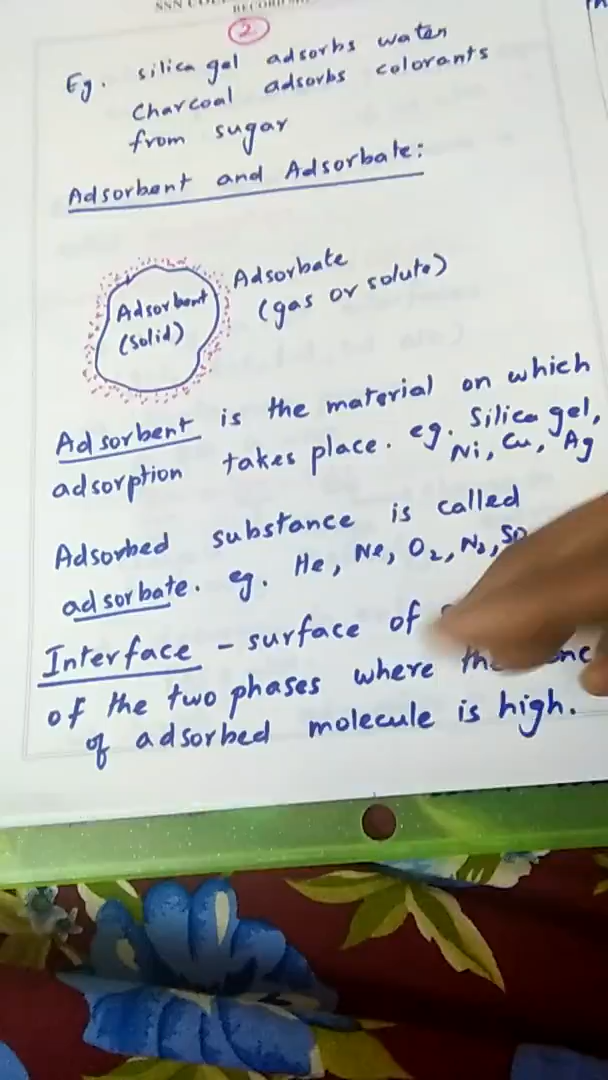 SNN
RECORD
2
Eg. silica gel adsorbs water
charcoal adsorbs colorants
from sugar
Adsorbent and Adsorbate:
Adsorbent
(solid)
Adsorbate
(gas or solute)
Adsorbent is the material on which
adsorption takes place. eg. Silica gel,
Ni, Cu, Ag
Adsorbed substance is called
adsorbate. eg. He, Ne, O2, N2,
Interface - surface of
of the two phases where
of adsorbed molecule is high.